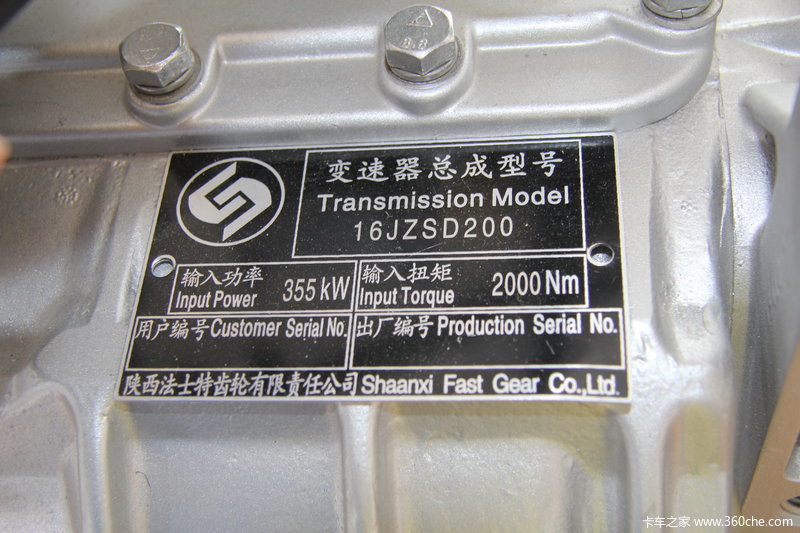 变速器总成型号
Transmission Model
16JZSD200
输入功率
Input Power 355 kW
输入扭矩
Input Torque 2000 Nm
用户编号 Customer Serial No.
出厂编号 Production Serial No.
陕西法士特齿轮有限责任公司 Shaanxi Fast Gear Co.,Ltd.
8.8
卡车之家 www.360che.com